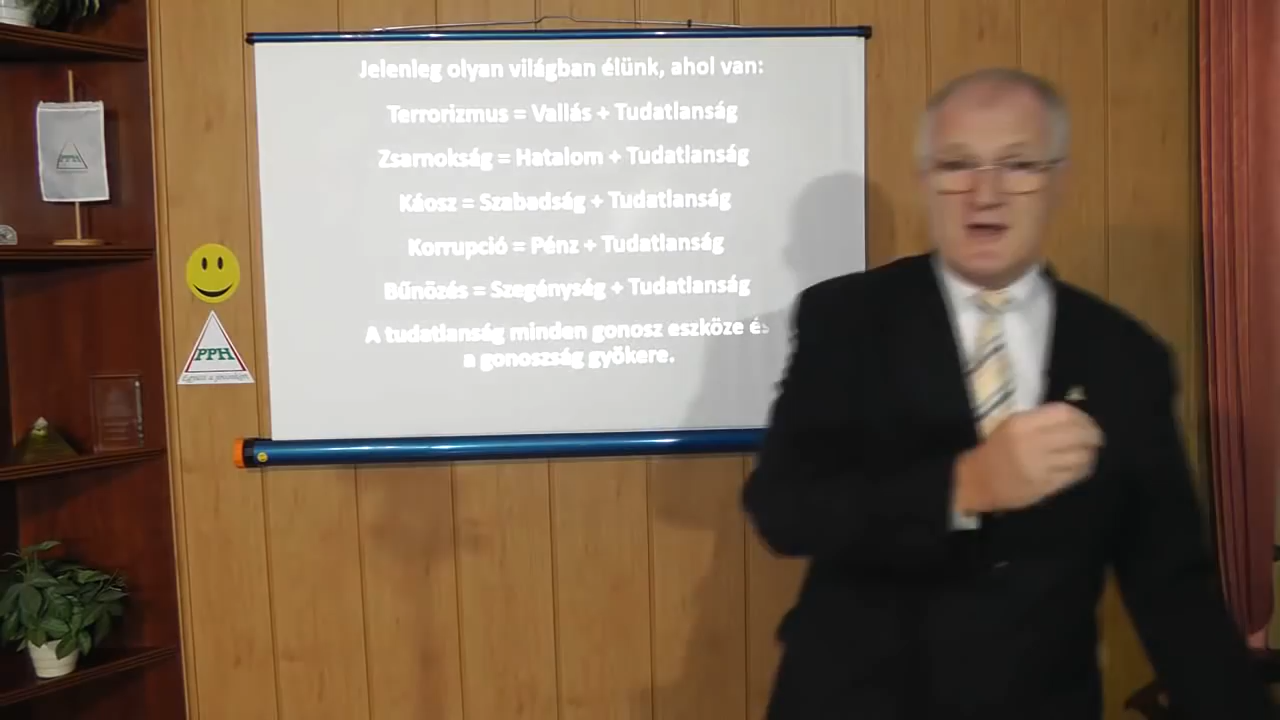 Jelenleg olyan világban élünk, ahol van:
Terrorizmus = Vallás + Tudatlanság
Zsarnokság = Hatalom + Tudatlanság
Káosz = Szabadság + Tudatlanság
Korrupció = Pénz + Tudatlanság
Bűnözés = Szegénység + Tudatlanság
A tudatlanság minden gonosz eszköze és
a gonoszság gyökere.
PPH
PPH